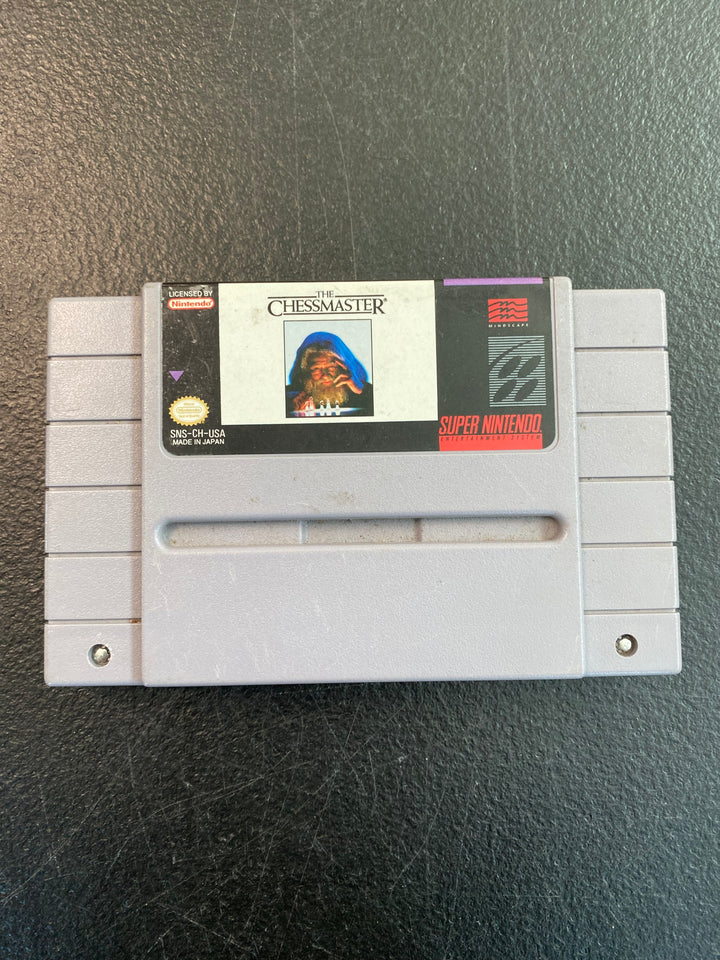 LICENSED BY
Nintendo
THE
CHESSMASTER®
MINDSCAPE
SNS-CH-USA
MADE IN JAPAN
SUPER NINTENDO
ENTERTAINMENT SYSTEM